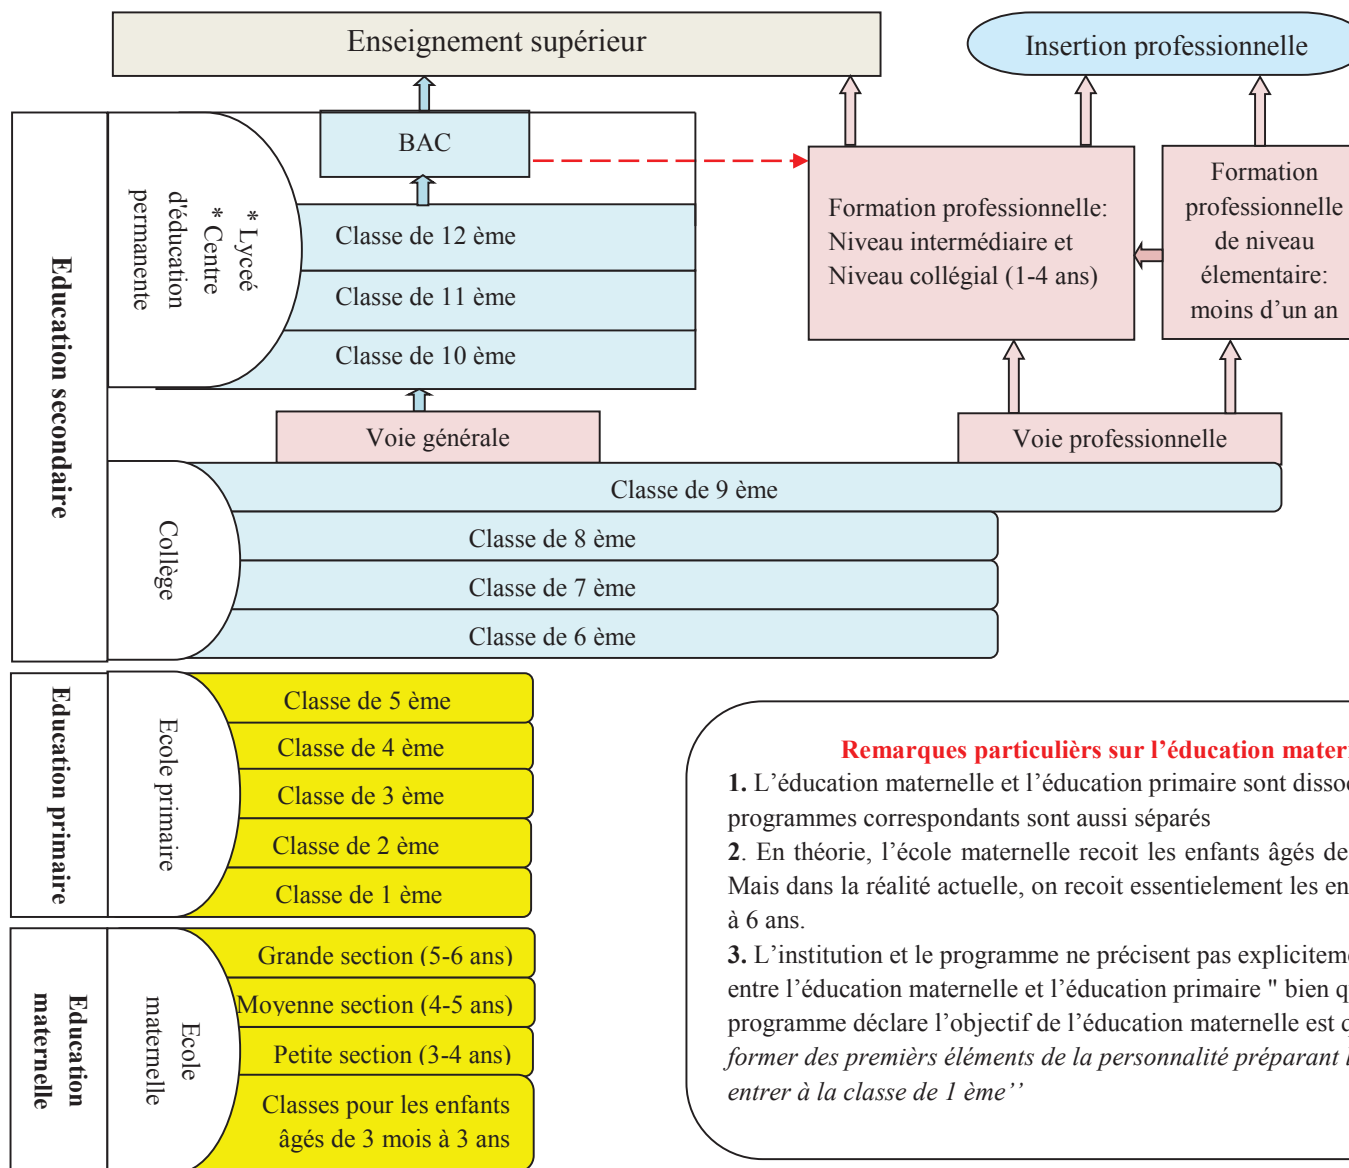 Enseignement supérieur
Insertion professionnelle
BAC
Classe de 12 ème
Classe de 11 ème
Classe de 10 ème
* Lyceé
* Centre
d'éducation
permanente
Formation professionnelle:
Niveau intermédiaire et
Niveau collégial (1-4 ans)
Formation
professionnelle
de niveau
élementaire:
moins d’un an
Voie générale
Voie professionnelle
Education secondaire
Collège
Classe de 9 ème
Classe de 8 ème
Classe de 7 ème
Classe de 6 ème
Education primaire
Ecole primaire
Classe de 5 ème
Classe de 4 ème
Classe de 3 ème
Classe de 2 ème
Classe de 1 ème
Education
maternelle
Ecole
maternelle
Grande section (5-6 ans)
Moyenne section (4-5 ans)
Petite section (3-4 ans)
Classes pour les enfants
âgés de 3 mois à 3 ans
Remarques particulièrs sur l’éducation
1. L’éducation maternelle et l’éducation primaire sont
programmes correspondants sont aussi séparés
2. En théorie, l’école maternelle recoit les enfants âgés de
Mais dans la réalité actuelle, on recoit essentielement les
à 6 ans.
3. L’institution et le programme ne précisent pas
entre l’éducation maternelle et l’éducation primaire " bien
programme déclare l’objectif de l’éducation maternelle est
former des premièrs éléments de la personnalité préparant
entrer à la classe de 1 ème’’